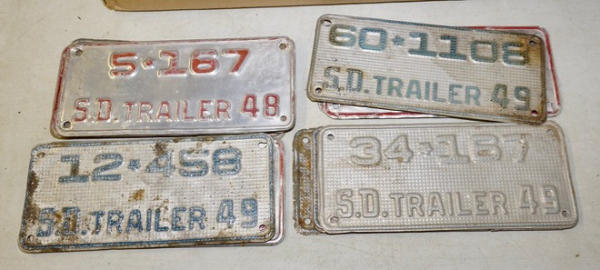 5★167
S.D. TRAILER 48
60★1108
S.D. TRAILER 49
12★458
S.D. TRAILER 49
34★187
S.D. TRAILER 49